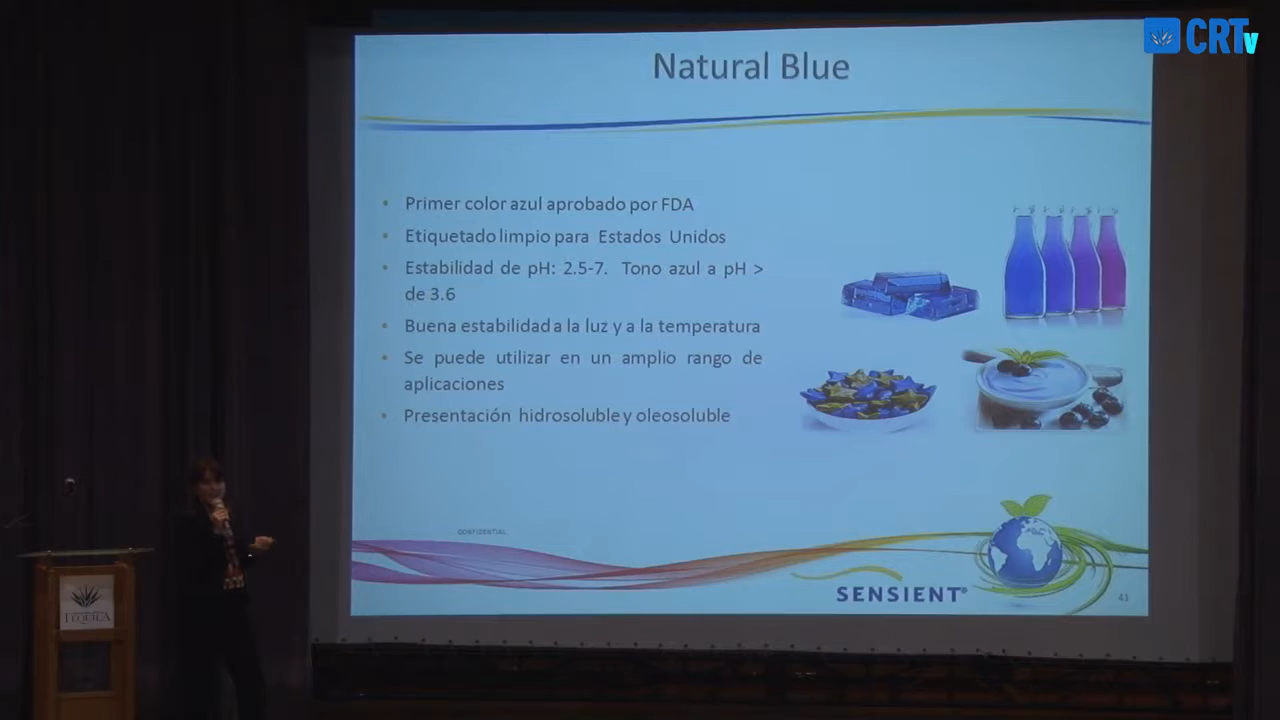 CRTv
Natural Blue
• Primer color azul aprobado por FDA
• Etiquetado limpio para Estados Unidos
• Estabilidad de pH: 2.5-7. Tono azul a pH >
de 3.6
• Buena estabilidad a la luz y a la temperatura
• Se puede utilizar en un amplio rango de
aplicaciones
• Presentación hidrosoluble y oleosoluble
CONFIDENTIAL
SENSIENT®
41
TEQUILA